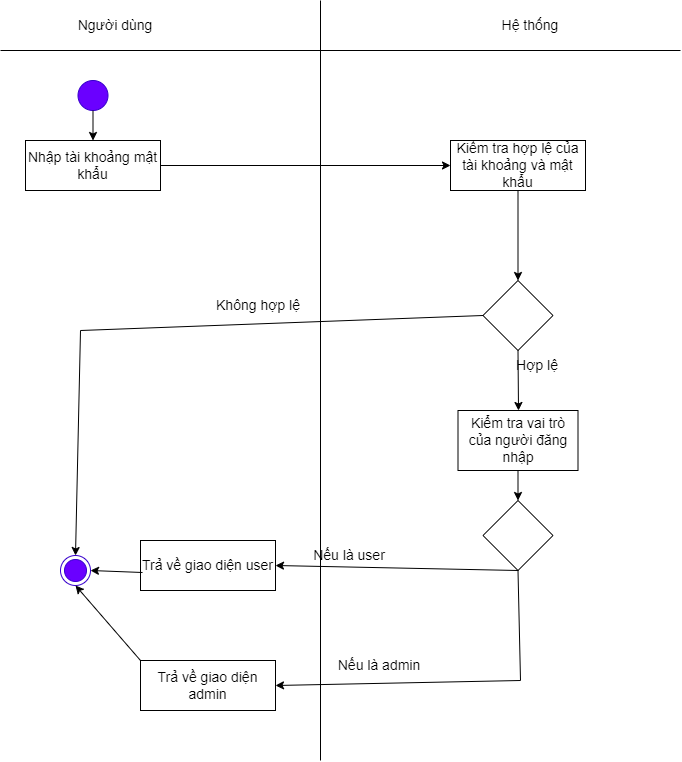 Người dùng
Hệ thống
Nhập tài khoảng mật
khẩu
Kiểm tra hợp lệ của
tài khoảng và mật
khẩu
Không hợp lệ
Hợp lệ
Kiểm tra vai trò
của người đăng
nhập
Nếu là user
Trả về giao diện user
Nếu là admin
Trả về giao diện
admin